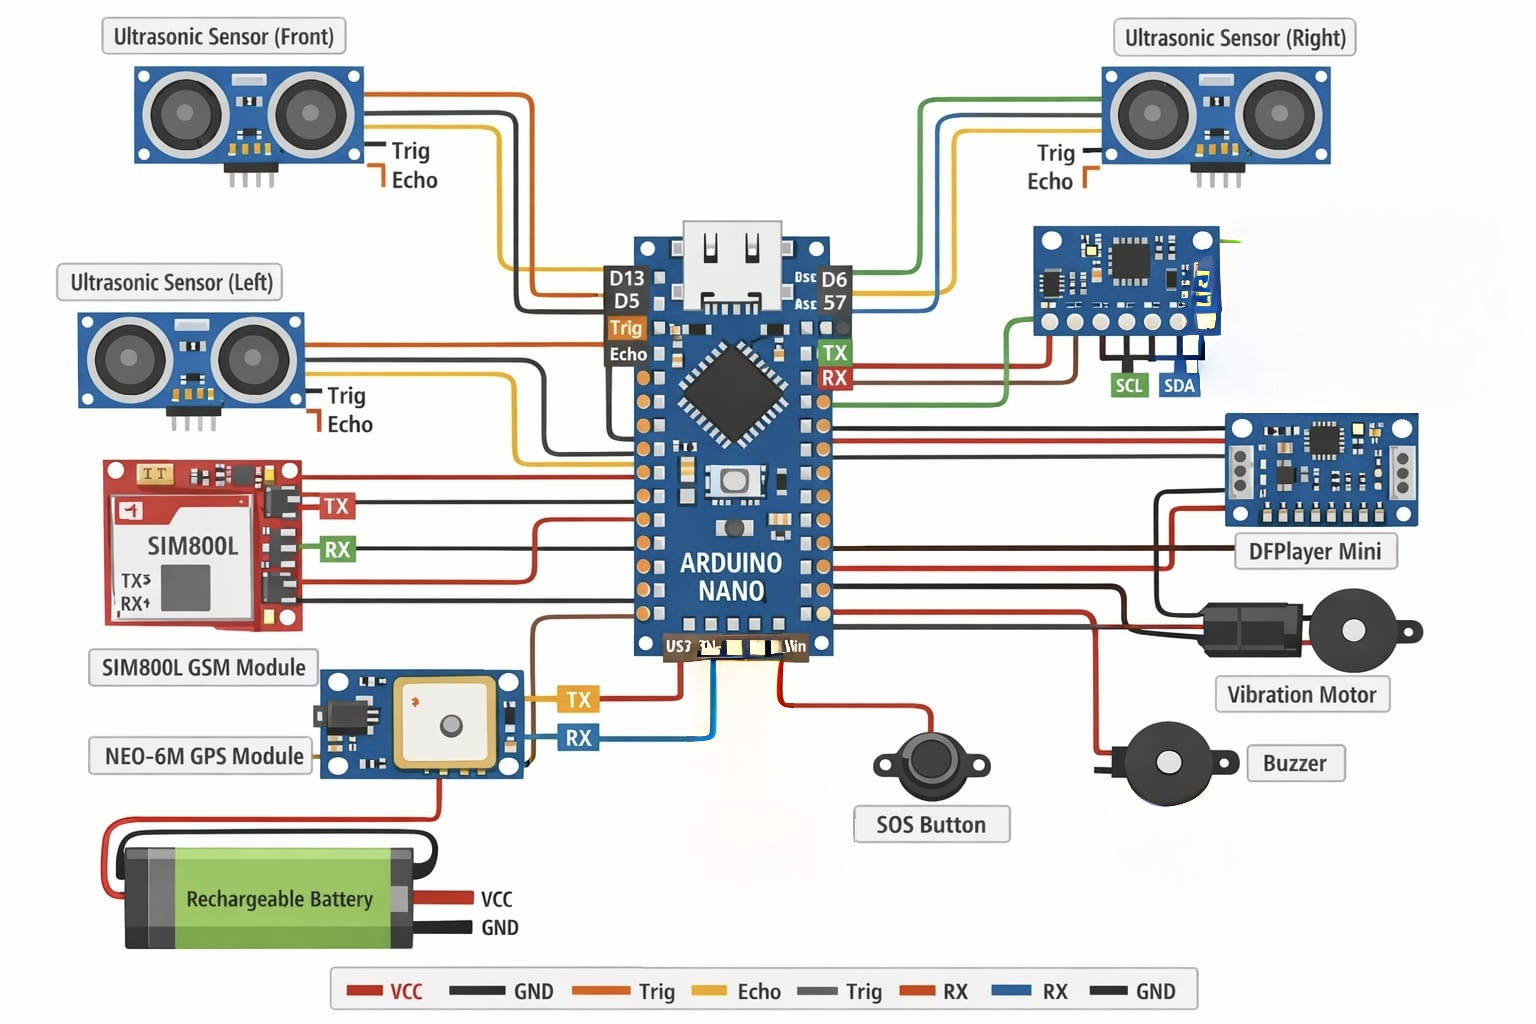 Ultrasonic Sensor (Front)
Ultrasonic Sensor (Right)
Trig
Echo
Trig
Echo
Ultrasonic Sensor (Left)
D13
D5
Trig
Echo
D6
57
TX
RX
SCL
SDA
Trig
Echo
TX
RX
SIM800L
ARDUINO
NANO
DFPlayer Mini
US?
Vibration Motor
SIM800L GSM Module
TX
RX
NEO-6M GPS Module
Buzzer
SOS Button
Rechargeable Battery
VCC
GND
VCC
GND
Trig
Echo
Trig
RX
RX
GND